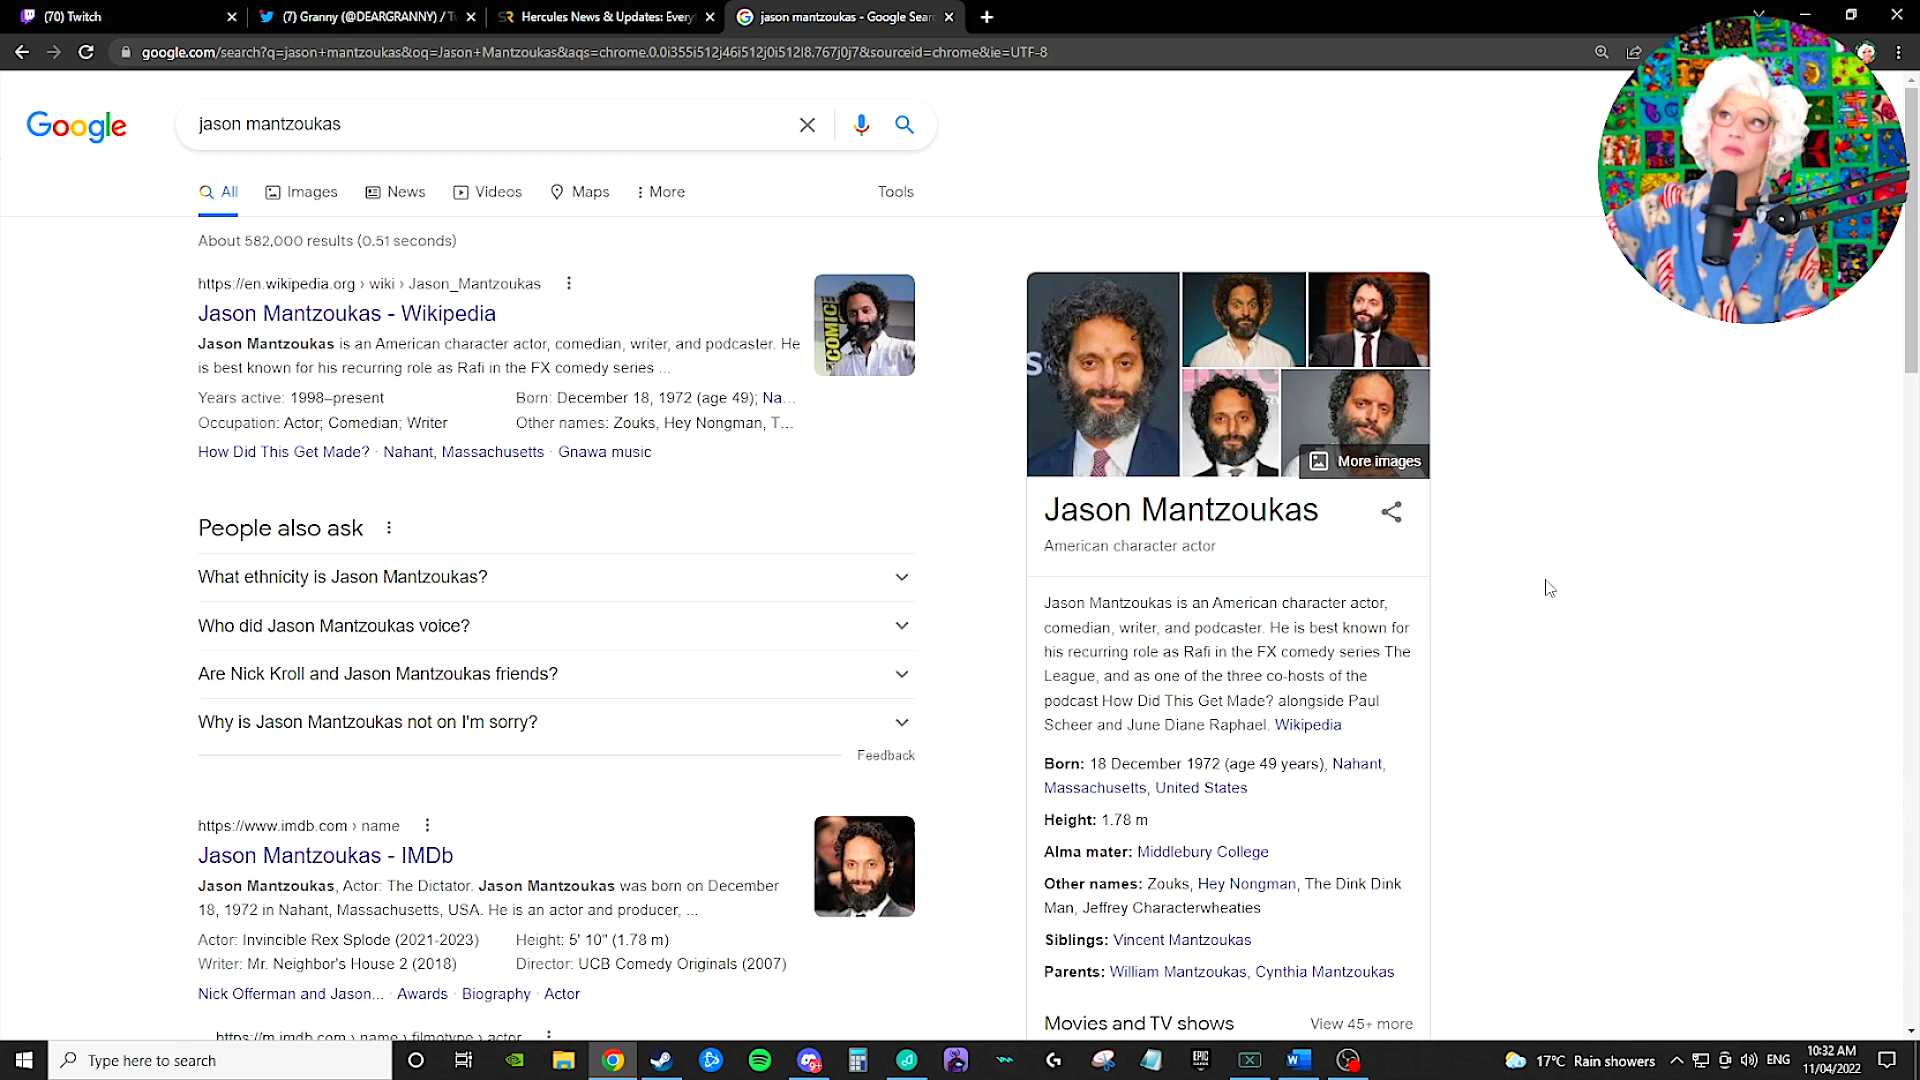 (70) Twitch
(7) Granny (@DEARGRANNY) / Tw
SR Hercules News & Updates: Every
jason mantzoukas - Google Sear
google.com/search?q=jason+mantzoukas&oq=Jason+Mantzoukas&aqs=chrome.0.0i355i512j46i512j0i512l8.767j0j7&sourceid=chrome&ie=UTF-8
Google
jason mantzoukas
All
Images
News
Videos
Maps
More
Tools
About 582,000 results (0.51 seconds)
https://en.wikipedia.org › wiki › Jason_Mantzoukas
Jason Mantzoukas - Wikipedia
Jason Mantzoukas is an American character actor, comedian, writer, and podcaster. He
is best known for his recurring role as Rafi in the FX comedy series ...
Years active: 1998–present
Born: December 18, 1972 (age 49); Na...
Occupation: Actor; Comedian; Writer
Other names: Zouks, Hey Nongman, T...
How Did This Get Made? · Nahant, Massachusetts · Gnawa music
COMIC
People also ask
What ethnicity is Jason Mantzoukas?
Who did Jason Mantzoukas voice?
Are Nick Kroll and Jason Mantzoukas friends?
Why is Jason Mantzoukas not on I'm sorry?
Feedback
https://www.imdb.com › name
Jason Mantzoukas - IMDb
Jason Mantzoukas, Actor: The Dictator. Jason Mantzoukas was born on December
18, 1972 in Nahant, Massachusetts, USA. He is an actor and producer, ...
Actor: Invincible Rex Splode (2021-2023)
Height: 5' 10" (1.78 m)
Writer: Mr. Neighbor's House 2 (2018)
Director: UCB Comedy Originals (2007)
Nick Offerman and Jason... · Awards · Biography · Actor
https://m.imdb.com › name › filmotype › actor
More images
Jason Mantzoukas
American character actor
Jason Mantzoukas is an American character actor,
comedian, writer, and podcaster. He is best known for
his recurring role as Rafi in the FX comedy series The
League, and as one of the three co-hosts of the
podcast How Did This Get Made? alongside Paul
Scheer and June Diane Raphael. Wikipedia
Born: 18 December 1972 (age 49 years), Nahant,
Massachusetts, United States
Height: 1.78 m
Alma mater: Middlebury College
Other names: Zouks, Hey Nongman, The Dink Dink
Man, Jeffrey Characterwheaties
Siblings: Vincent Mantzoukas
Parents: William Mantzoukas, Cynthia Mantzoukas
Movies and TV shows
View 45+ more
Type here to search
EPIC
17°C Rain showers
ENG
10:32 AM
11/04/2022